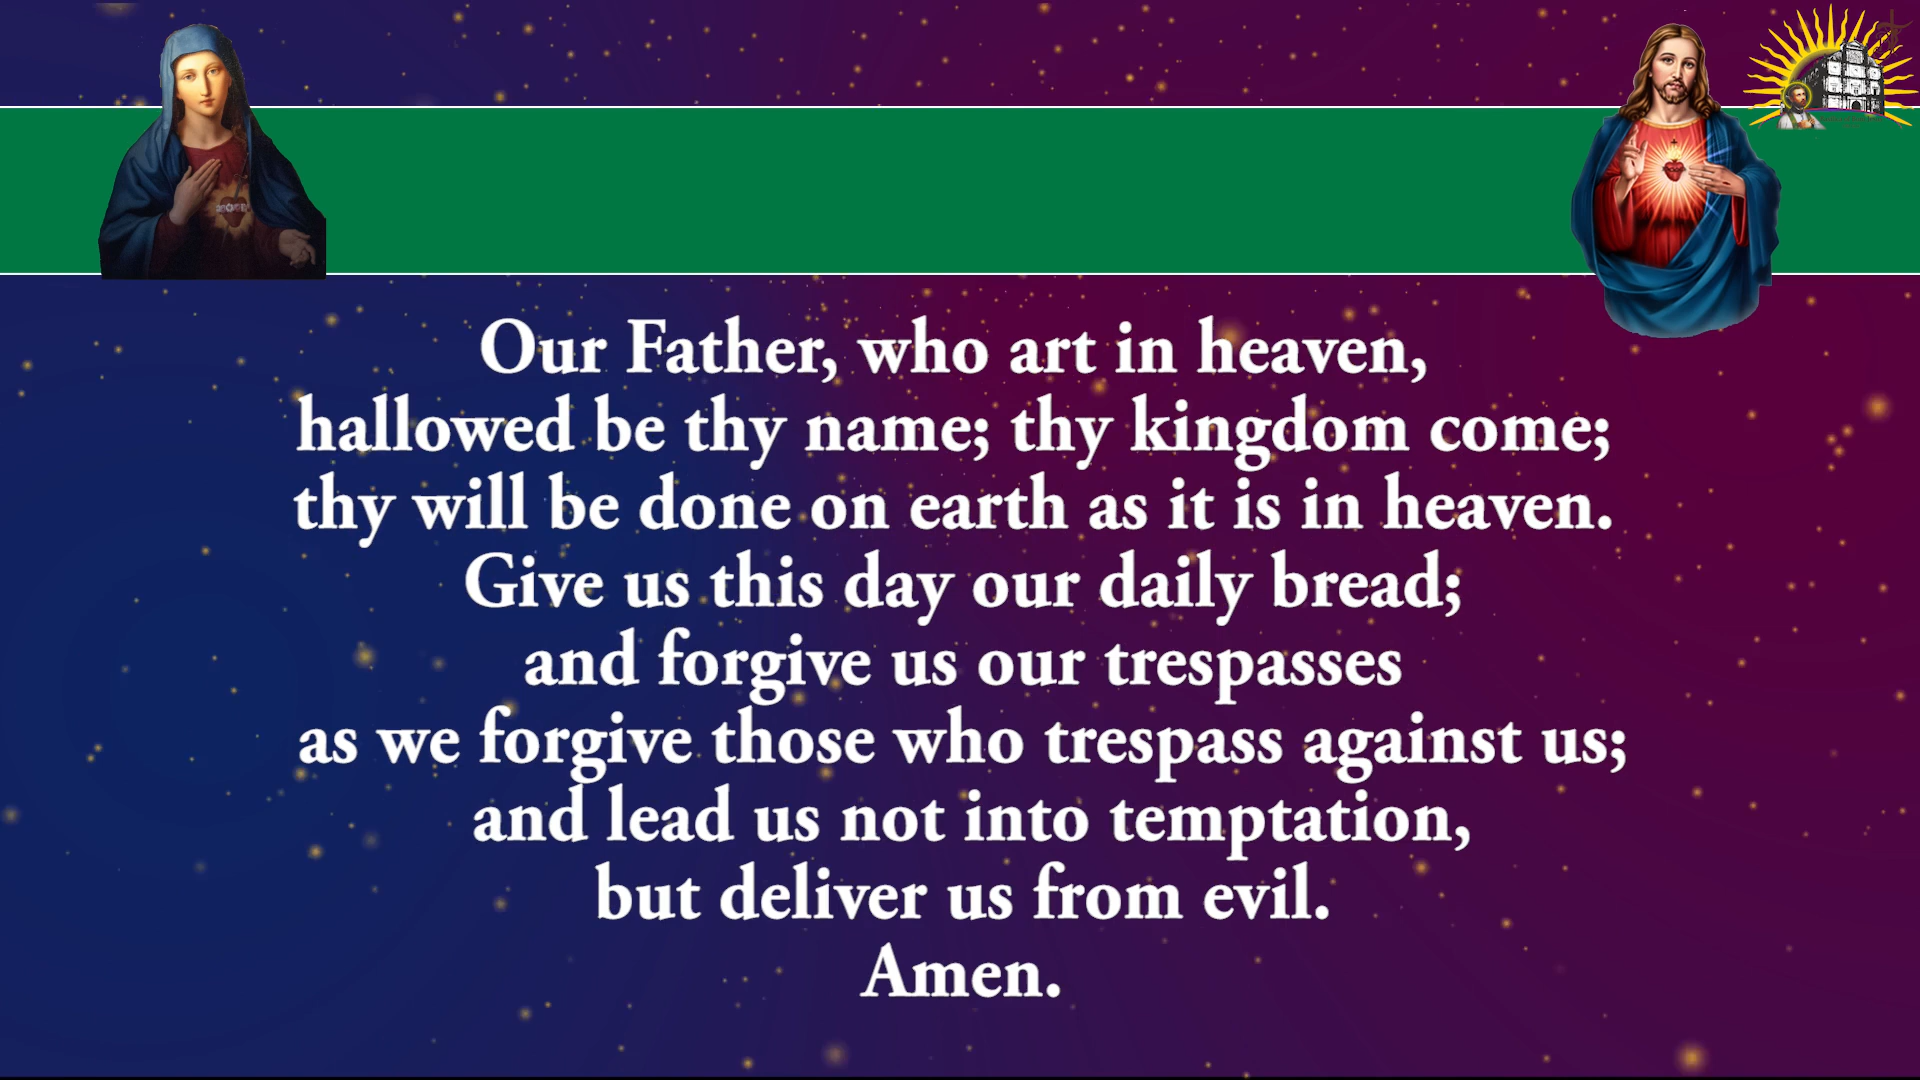 Our Father, who art in heaven,
hallowed be thy name; thy kingdom come;
thy will be done on earth as it is in heaven.
Give us this day our daily bread;
and forgive us our trespasses
as we forgive those who trespass against us;
and lead us not into temptation,
but deliver us from evil.
Amen.